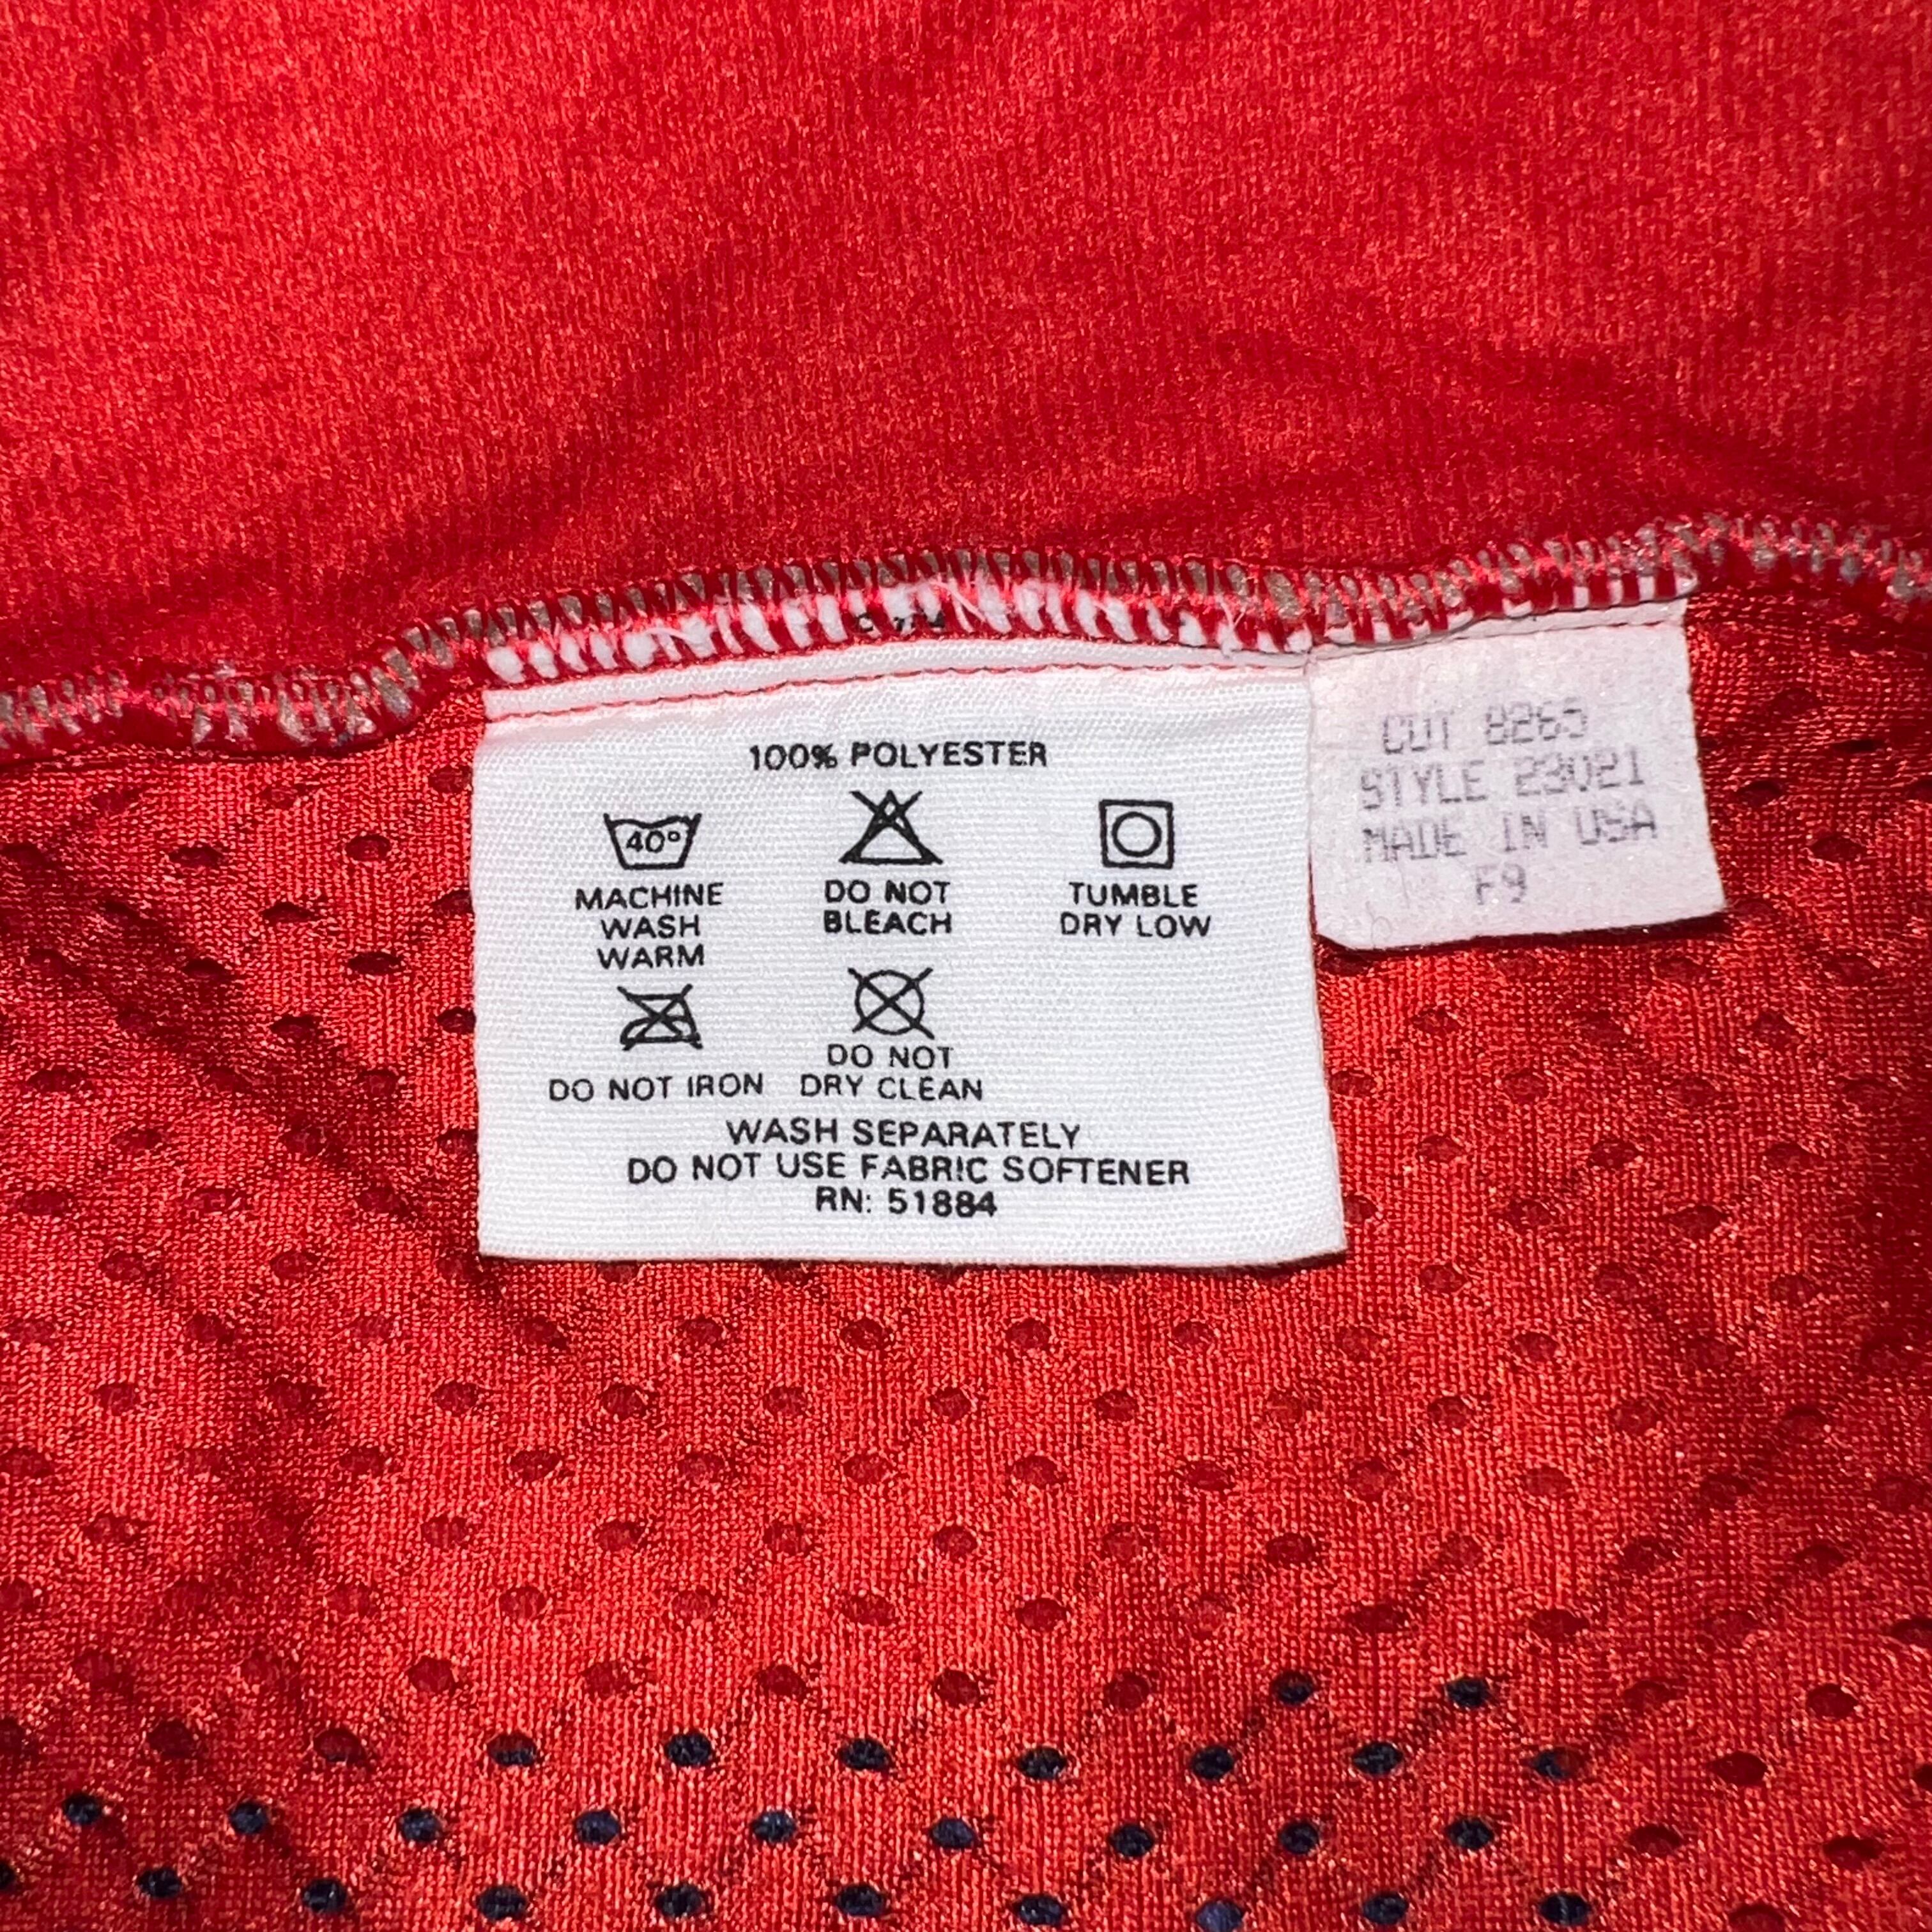 100% POLYESTER
40°
MACHINE
WASH
WARM
DO NOT
BLEACH
TUMBLE
DRY LOW
DO NOT IRON
DO NOT
DRY CLEAN
WASH SEPARATELY
DO NOT USE FABRIC SOFTENER
RN: 51884
CUT 8265
STYLE 23021
MADE IN USA
F9